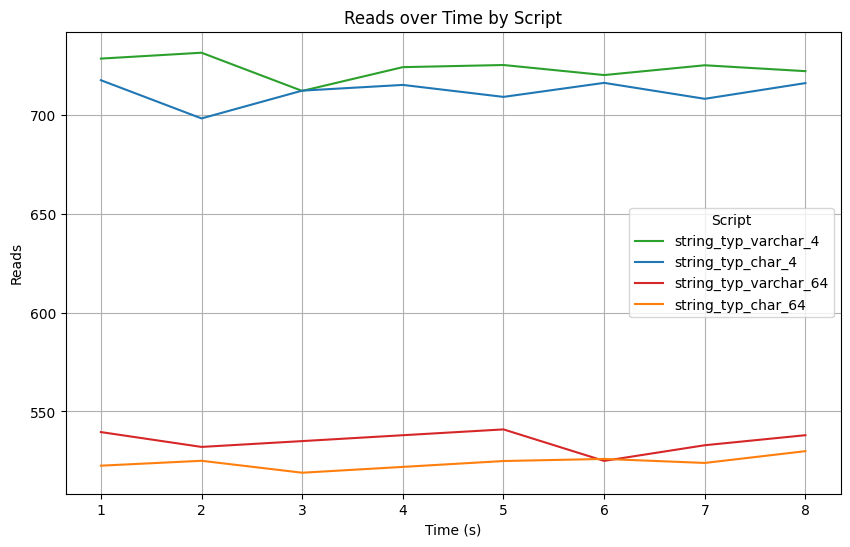 Reads over Time by Script
700
650
600
550
Reads
Script
string_typ_varchar_4
string_typ_char_4
string_typ_varchar_64
string_typ_char_64
1 2 3 4 5 6 7 8
Time (s)